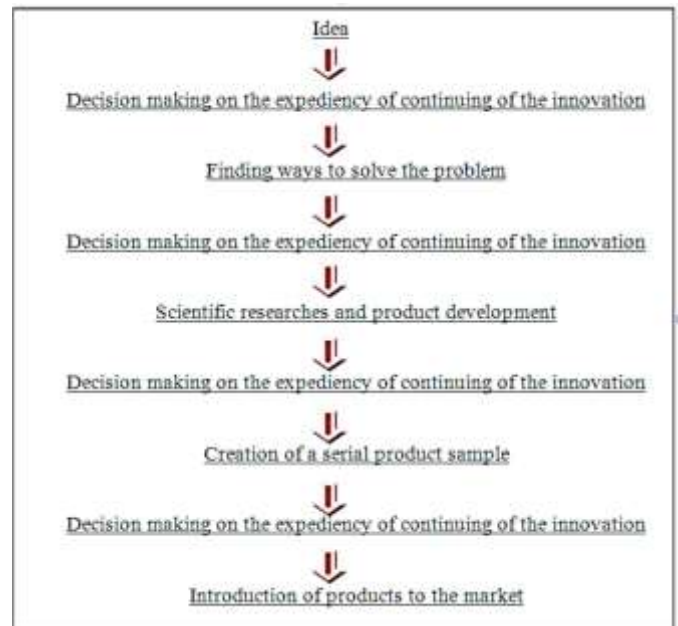 Idea
Decision making on the expediency of continuing of the innovation
Finding ways to solve the problem
Decision making on the expediency of continuing of the innovation
Scientific researches and product development
Decision making on the expediency of continuing of the innovation
Creation of a serial product sample
Decision making on the expediency of continuing of the innovation
Introduction of products to the market